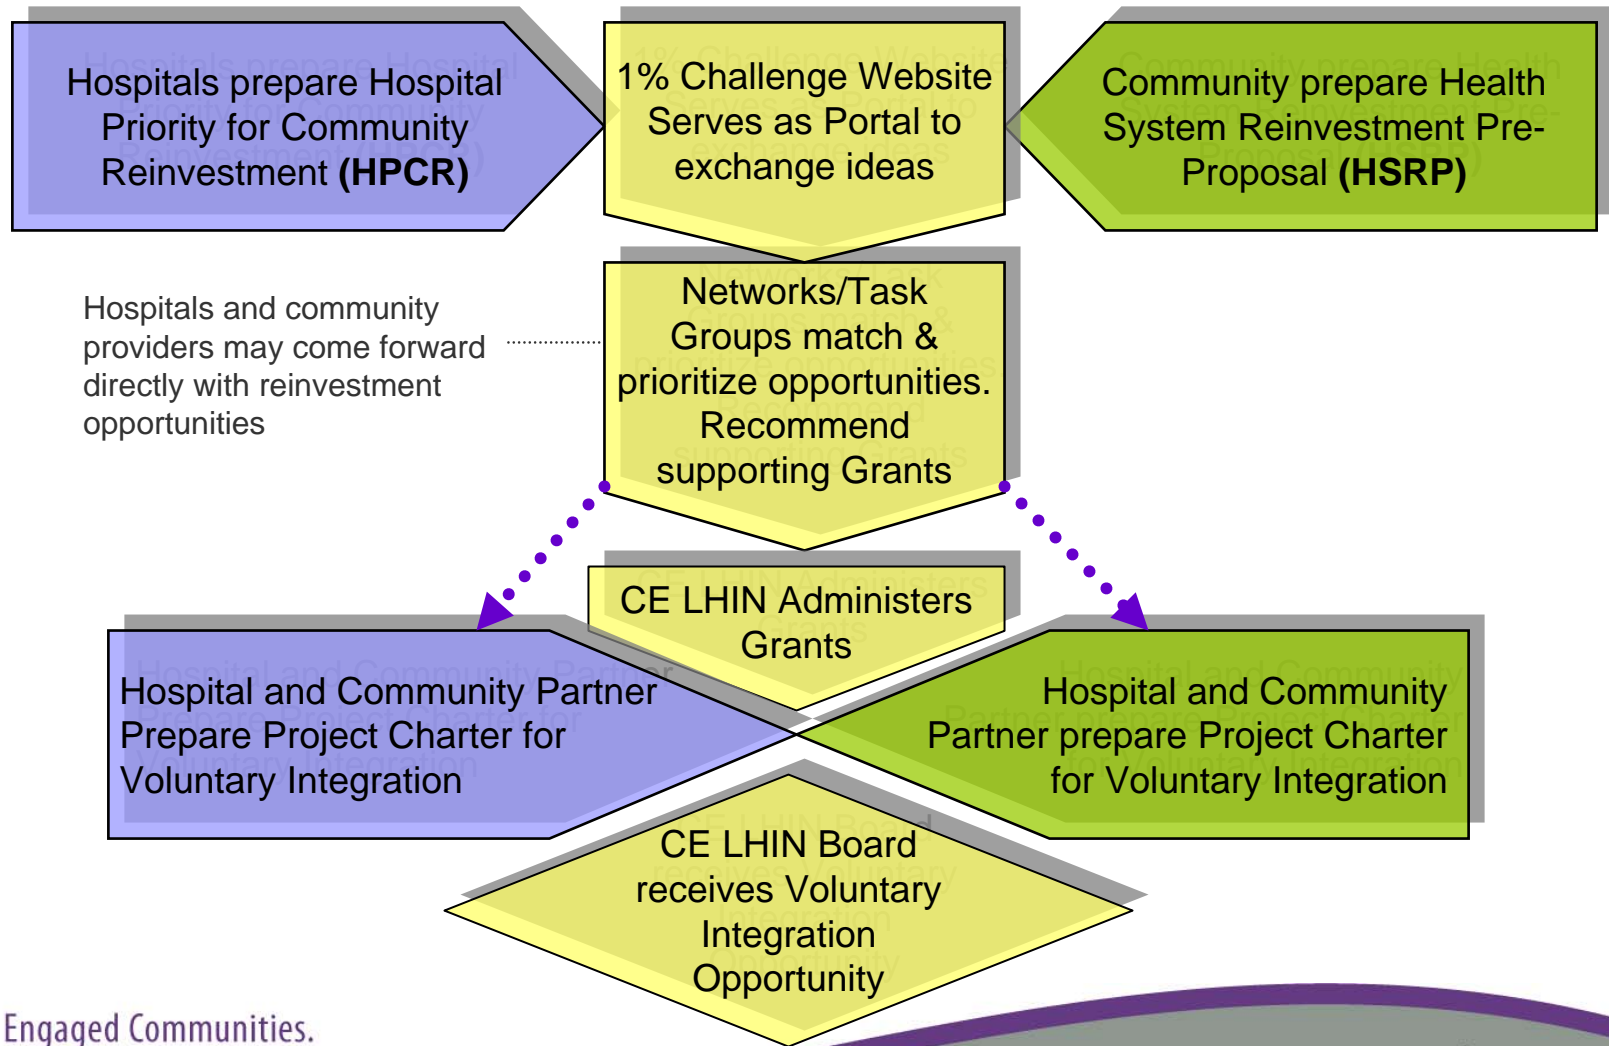 Hospitals prepare Hospital
Priority for Community
Reinvestment (HPCR)
1% Challenge Website
Serves as Portal to
exchange ideas
Community prepare Health
System Reinvestment Pre-
Proposal (HSRP)
Hospitals and community
providers may come forward
directly with reinvestment
opportunities
Networks/Task
Groups match &
prioritize opportunities.
Recommend
supporting Grants
CE LHIN Administers
Grants
Hospital and Community Partner
Prepare Project Charter for
Voluntary Integration
Hospital and Community
Partner prepare Project Charter
for Voluntary Integration
CE LHIN Board
receives Voluntary
Integration
Opportunity
Engaged Communities.